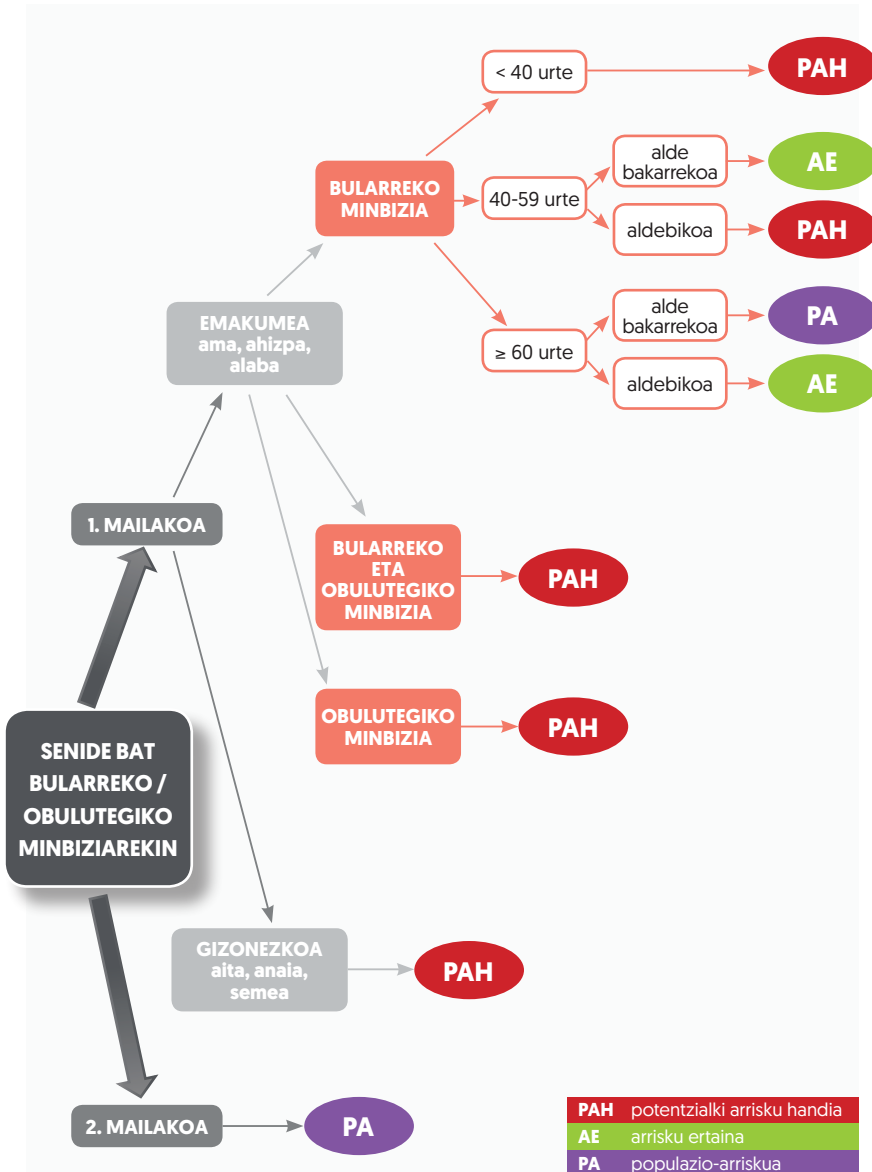 < 40 urte
PAH
BULARREKO
MINBIZIA
40-59 urte
alde
bakarrekoa
AE
aldebikoa
PAH
≥ 60 urte
alde
bakarrekoa
PA
aldebikoa
AE
EMAKUMEA
ama, ahizpa,
alaba
1. MAILAKOA
BULARREKO
ETA
OBULUTEGIKO
MINBIZIA
PAH
OBULUTEGIKO
MINBIZIA
PAH
SENIDE BAT
BULARREKO /
OBULUTEGIKO
MINBIZIAREKIN
GIZONEZKOA
aita, anaia,
semea
PAH
2. MAILAKOA
PA
PAH potentzialki arrisku handia
AE arrisku ertaina
PA populazio-arriskua